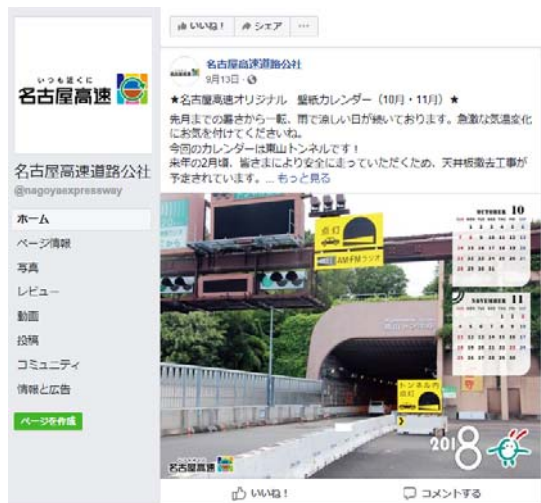 いいね！ シェア ...
いつも近くに
名古屋高速
名古屋高速道路公社
@nagoyaexpressway
ホーム
ページ情報
写真
レビュー
動画
投稿
コミュニティ
情報と広告
ページを作成
名古屋高速道路公社
9月13日
★名古屋高速オリジナル 壁紙カレンダー（10月・11月）★
先月までの暑さから一転、雨で涼しい日が続いております。急激な気温変化
にお気を付けてくださいね。
今回のカレンダーは東山トンネルです！
来年の2月頃、皆さまにより安全に走っていただくため、天井板撤去工事が
予定されています。... もっと見る
点灯
AM・FMラジオ
OCTOBER 10
NOVEMBER 11
東山トンネル
トンネル内
点灯
2018
名古屋高速
いいね！ コメントする